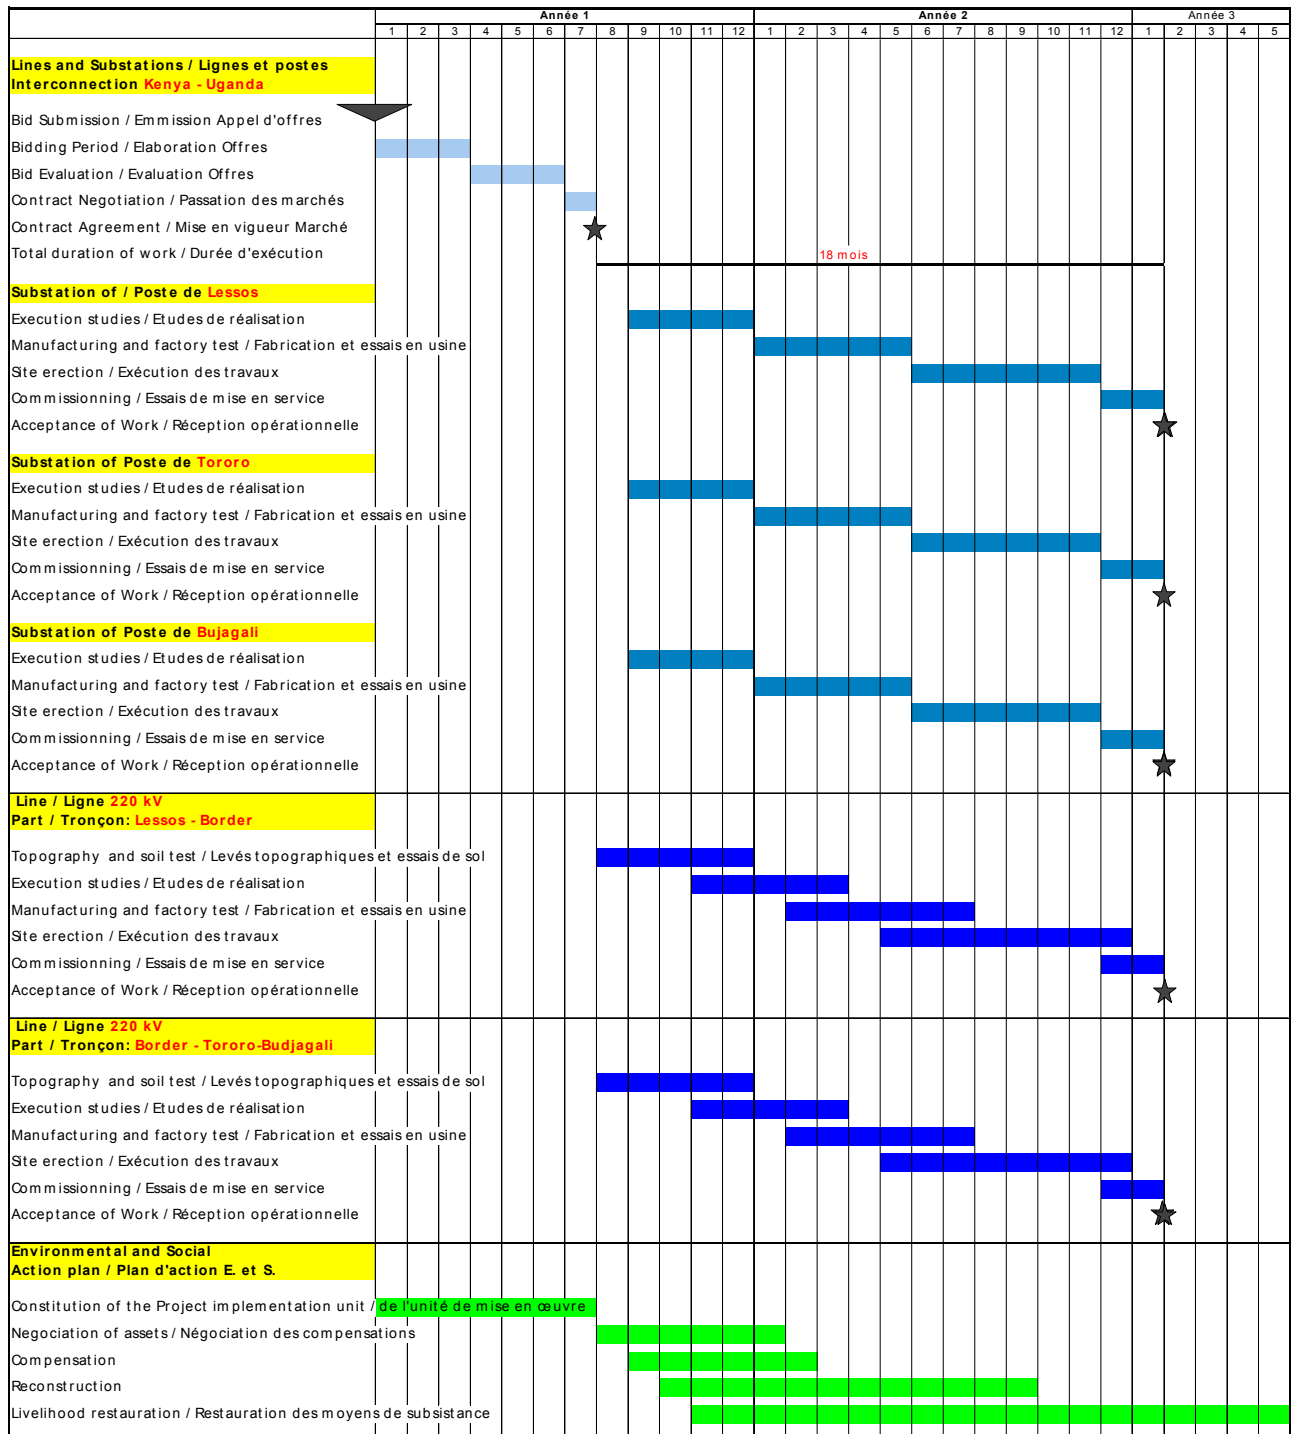 Année 1 Année 2 Année 3
1 2 3 4 5 6 7 8 9 10 11 12 1 2 3 4 5 6 7 8 9 10 11 12 1 2 3 4 5
Lines and Substations / Lignes et postes
Interconnection Kenya - Uganda
Bid Submission / Emmission Appel d'offres
Bidding Period / Elaboration Offres
Bid Evaluation / Evaluation Offres
Contract Negotiation / Passation des marchés
Contract Agreement / Mise en vigueur Marché
Total duration of work / Durée d'exécution 18 mois
Substation of / Poste de Lessos
Execution studies / Etudes de réalisation
Manufacturing and factory test / Fabrication et essais en usine
Site erection / Exécution des travaux
Commissionning / Essais de mise en service
Acceptance of Work / Réception opérationnelle
Substation of Poste de Tororo
Execution studies / Etudes de réalisation
Manufacturing and factory test / Fabrication et essais en usine
Site erection / Exécution des travaux
Commissionning / Essais de mise en service
Acceptance of Work / Réception opérationnelle
Substation of Poste de Bujagali
Execution studies / Etudes de réalisation
Manufacturing and factory test / Fabrication et essais en usine
Site erection / Exécution des travaux
Commissionning / Essais de mise en service
Acceptance of Work / Réception opérationnelle
Line / Ligne 220 kV
Part / Tronçon: Lessos - Border
Topography and soil test / Levés topographiques et essais de sol
Execution studies / Etudes de réalisation
Manufacturing and factory test / Fabrication et essais en usine
Site erection / Exécution des travaux
Commissionning / Essais de mise en service
Acceptance of Work / Réception opérationnelle
Line / Ligne 220 kV
Part / Tronçon: Border - Tororo-Budjagali
Topography and soil test / Levés topographiques et essais de sol
Execution studies / Etudes de réalisation
Manufacturing and factory test / Fabrication et essais en usine
Site erection / Exécution des travaux
Commissionning / Essais de mise en service
Acceptance of Work / Réception opérationnelle
Environmental and Social
Action plan / Plan d'action E. et S.
Constitution of the Project implementation unit / de l'unité de mise en œuvre
Negociation of assets / Négociation des compensations
Compensation
Reconstruction
Livelihood restauration / Restauration des moyens de subsistance